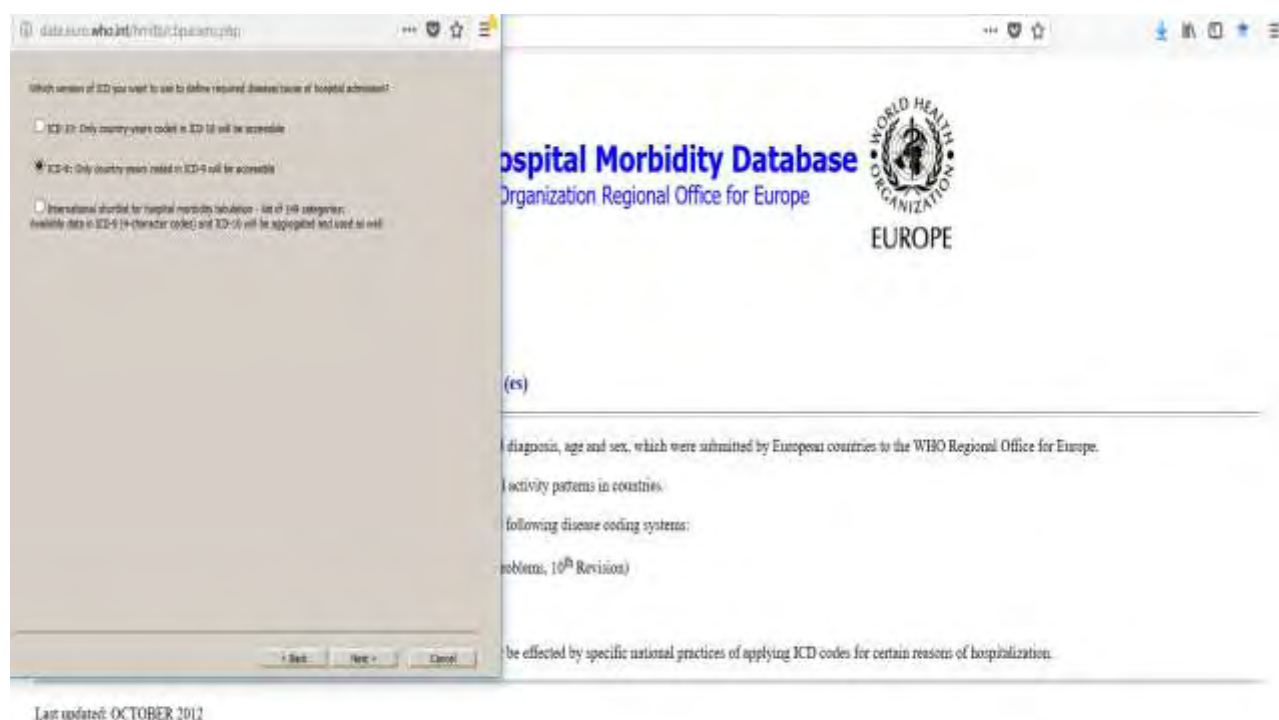 data.euro.who.int/hmdb/
Which version of ICD you want to use to define required disease/cause of hospital admission?
ICD-10: Only country-years coded in ICD-10 will be accessible
ICD-9: Only country-years coded in ICD-9 will be accessible
International shortlist for hospital morbidity tabulation - list of 149 categories:
Available data in ICD-9 (4-character codes) and ICD-10 will be aggregated and used as well
< Back
Next >
Cancel
ospital Morbidity Database
Organization Regional Office for Europe
WORLD HEALTH ORGANIZATION
EUROPE
(es)
diagnosis, age and sex, which were submitted by European countries to the WHO Regional Office for Europe.
activity patterns in countries.
following disease coding systems:
roblems, 10th Revision)
be effected by specific national practices of applying ICD codes for certain reasons of hospitalization.
Last updated: OCTOBER 2012